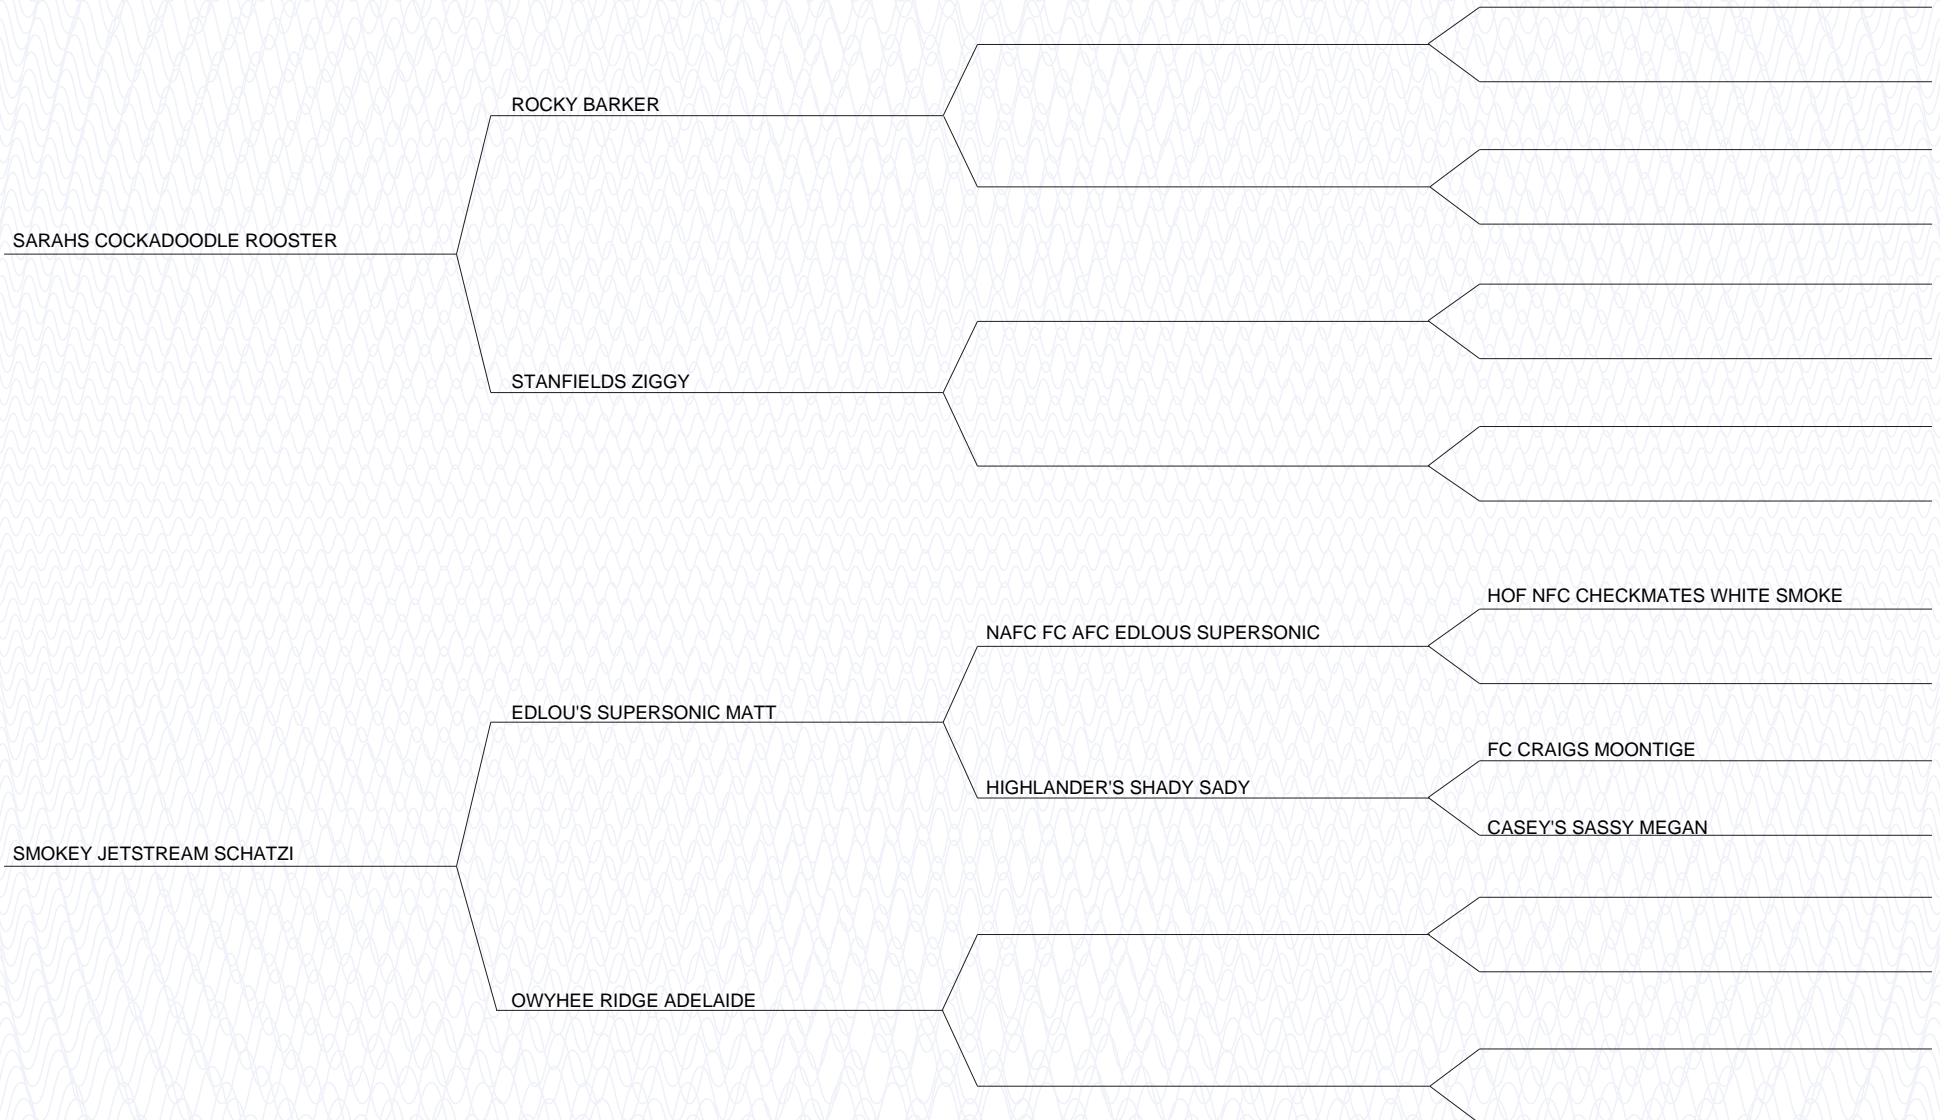 ROCKY BARKER
SARAHS COCKADOODLE ROOSTER
STANFIELDS ZIGGY
HOF NFC CHECKMATES WHITE SMOKE
NAFC FC AFC EDLOUS SUPERSONIC
EDLOU'S SUPERSONIC MATT
FC CRAIGS MOONTIGE
HIGHLANDER'S SHADY SADY
CASEY'S SASSY MEGAN
SMOKEY JETSTREAM SCHATZI
OWYHEE RIDGE ADELAIDE